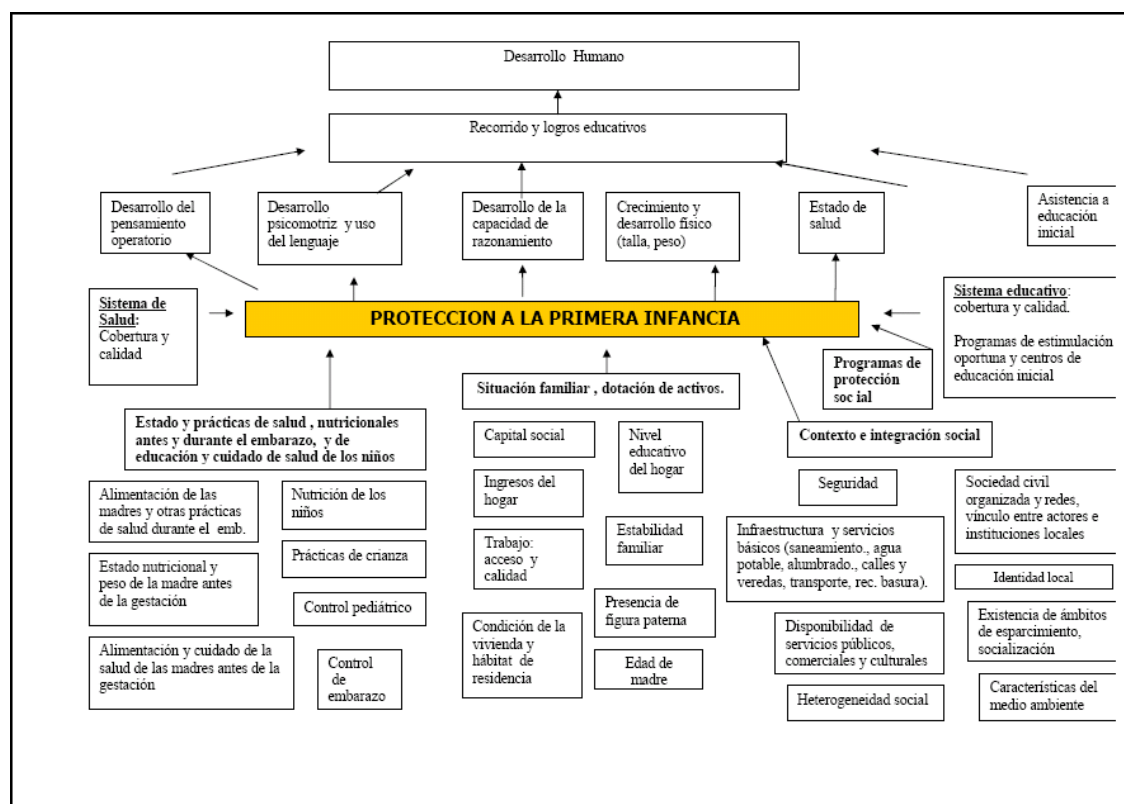 Desarrollo Humano
Recorrido y logros educativos
Desarrollo del
pensamiento
operatorio
Desarrollo
psicomotriz y uso
del lenguaje
Desarrollo de la
capacidad de
razonamiento
Crecimiento y
desarrollo físico
(talla, peso)
Estado de
salud
Asistencia a
educación
inicial
Sistema de
Salud:
Cobertura y
calidad
PROTECCION A LA PRIMERA INFANCIA
Sistema educativo:
cobertura y calidad.
Programas de estimulación
oportuna y centros de
educación inicial
Programas de
protección
soc ial
Estado y prácticas de salud , nutricionales
antes y durante el embarazo, y de
educación y cuidado de salud de los niños
Situación familiar , dotación de activos.
Contexto e integración social
Alimentación de las
madres y otras prácticas
de salud durante el emb.
Nutrición de los
niños
Prácticas de crianza
Estado nutricional y
peso de la madre antes
de la gestación
Control pediátrico
Alimentación y cuidado de la
salud de las madres antes de la
gestación
Control
de
embarazo
Capital social
Nivel
educativo
del hogar
Ingresos del
hogar
Estabilidad
familiar
Trabajo:
acceso y
calidad
Presencia de
figura paterna
Condición de la
vivienda y
hábitat de
residencia
Edad de
madre
Seguridad
Sociedad civil
organizada y redes,
vínculo entre actores e
instituciones locales
Infraestructura y servicios
básicos (saneamiento., agua
potable, alumbrado., calles y
veredas, transporte, rec. basura).
Identidad local
Disponibilidad de
servicios públicos,
comerciales y culturales
Existencia de ámbitos
de esparcimiento,
socialización
Heterogeneidad social
Características del
medio ambiente